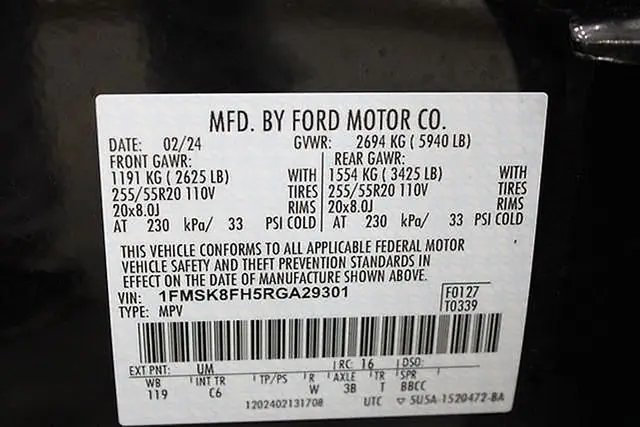 MFD. BY FORD MOTOR CO.
DATE: 02/24 GVWR: 2694 KG ( 5940 LB)
FRONT GAWR: REAR GAWR:
1191 KG ( 2625 LB) WITH 1554 KG ( 3425 LB) WITH
255/55R20 110V TIRES 255/55R20 110V TIRES
20x8.0J RIMS 20x8.0J RIMS
AT 230 kPa/ 33 PSI COLD AT 230 kPa/ 33 PSI COLD
THIS VEHICLE CONFORMS TO ALL APPLICABLE FEDERAL MOTOR
VEHICLE SAFETY AND THEFT PREVENTION STANDARDS IN
EFFECT ON THE DATE OF MANUFACTURE SHOWN ABOVE.
VIN: 1FMSK8FH5RGA29301 F0127
TYPE: MPV T0339
EXT PNT: UM RC: 16 DSO:
WB INT TR TP/PS R AXLE TR SPR
119 C6 W 3B T BBCC
1202402131708 UTC 5U5A-1520472-BA